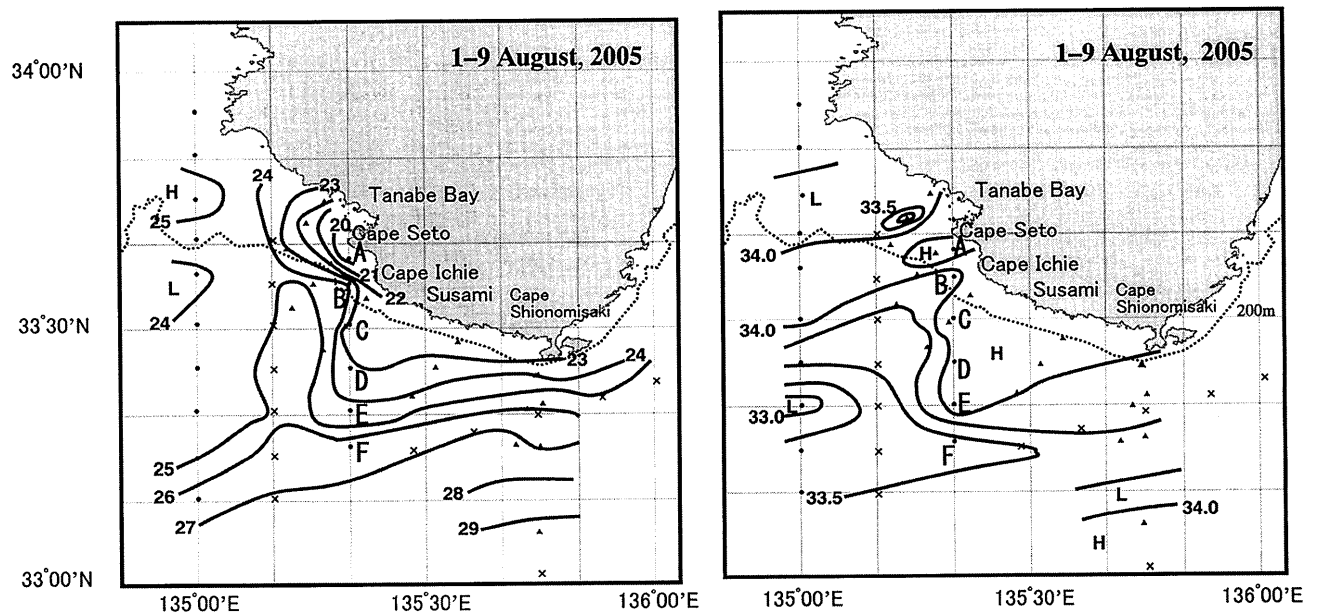 1–9 August, 2005
34°00'N
33°30'N
33°00'N
24
23
Tanabe Bay
H
25
20
Cape Seto
A
21
Cape Ichie
L
22
B
Susami
Cape
Shionomisaki
24
C
23
24
D
E
F
25
26
28
27
29
135°00'E
135°30'E
136°00'E
1–9 August, 2005
Tanabe Bay
L
33.5
Cape Seto
A
34.0
H
Cape Ichie
B
Susami
Cape
Shionomisaki
200m
34.0
C
H
D
L
E
33.0
F
33.5
L
34.0
H
135°00'E
135°30'E
136°00'E